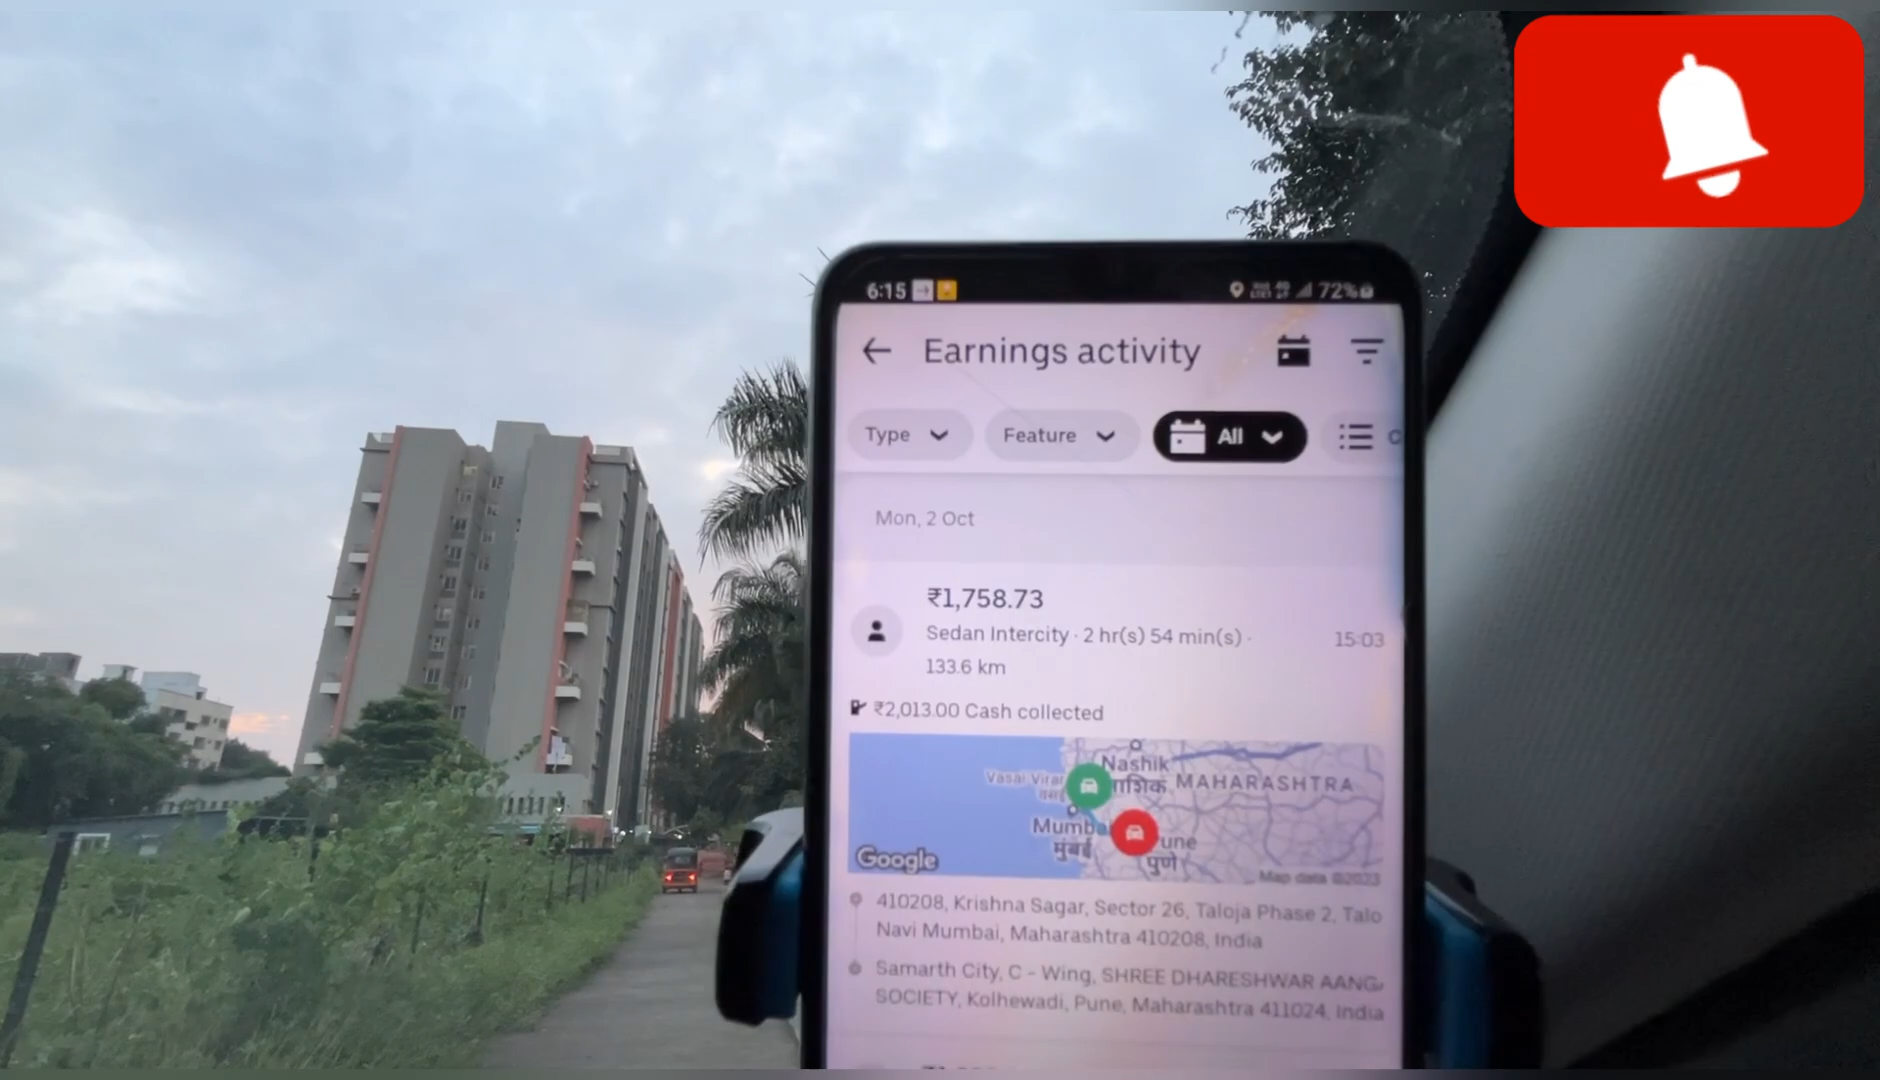 6:15
72%
Earnings activity
Type
Feature
All
Mon, 2 Oct
₹1,758.73
Sedan Intercity · 2 hr(s) 54 min(s) ·
15:03
133.6 km
₹2,013.00 Cash collected
Nashik
Vasai Virar
MAHARASHTRA
Mumba
मुंबई
une
पुणे
Google
Map data ©2023
410208, Krishna Sagar, Sector 26, Taloja Phase 2, Talo
Navi Mumbai, Maharashtra 410208, India
Samarth City, C - Wing, SHREE DHARESHWAR AANG
SOCIETY, Kolhewadi, Pune, Maharashtra 411024, India